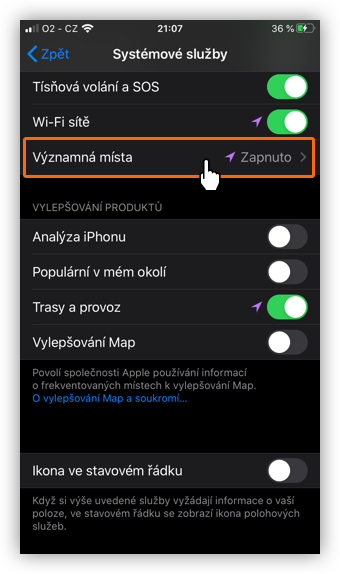 O2 - CZ 21:07 36 %
Zpět Systémové služby
Tísňová volání a SOS
Wi-Fi sítě
Významná místa Zapnuto
VYLEPŠOVÁNÍ PRODUKTŮ
Analýza iPhonu
Populární v mém okolí
Trasy a provoz
Vylepšování Map
Povolí společnosti Apple používání informací
o frekventovaných místech k vylepšování Map.
O vylepšování Map a soukromí...
Ikona ve stavovém řádku
Když si výše uvedené služby vyžádají informace o vaší
poloze, ve stavovém řádku se zobrazí ikona polohových
služeb.